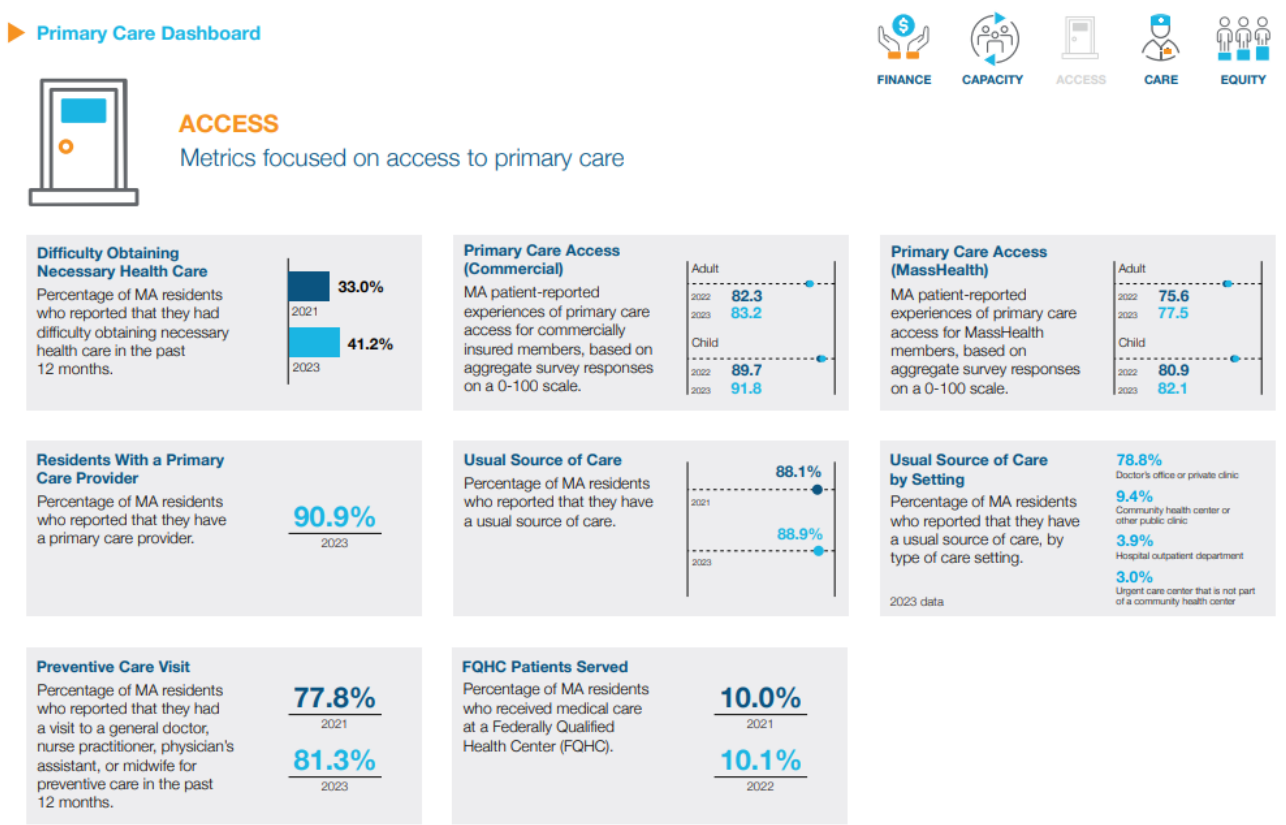 Primary Care Dashboard
$
FINANCE
CAPACITY
ACCESS
CARE
EQUITY
ACCESS
Metrics focused on access to primary care
Difficulty Obtaining
Necessary Health Care
Percentage of MA residents
who reported that they had
difficulty obtaining necessary
health care in the past
12 months.
33.0%
2021
41.2%
2023
Primary Care Access
(Commercial)
MA patient-reported
experiences of primary care
access for commercially
insured members, based on
aggregate survey responses
on a 0-100 scale.
Adult
2022 82.3
2023 83.2
Child
2022 89.7
2023 91.8
Primary Care Access
(MassHealth)
MA patient-reported
experiences of primary care
access for MassHealth
members, based on
aggregate survey responses
on a 0-100 scale.
Adult
2022 75.6
2023 77.5
Child
2022 80.9
2023 82.1
Residents With a Primary
Care Provider
Percentage of MA residents
who reported that they have
a primary care provider.
90.9%
2023
Usual Source of Care
Percentage of MA residents
who reported that they have
a usual source of care.
88.1%
2021
88.9%
2023
Usual Source of Care
by Setting
Percentage of MA residents
who reported that they have
a usual source of care, by
type of care setting.
2023 data
78.8%
Doctor's office or private clinic
9.4%
Community health center or
other public clinic
3.9%
Hospital outpatient department
3.0%
Urgent care center that is not part
of a community health center
Preventive Care Visit
Percentage of MA residents
who reported that they had
a visit to a general doctor,
nurse practitioner, physician's
assistant, or midwife for
preventive care in the past
12 months.
77.8%
2021
81.3%
2023
FQHC Patients Served
Percentage of MA residents
who received medical care
at a Federally Qualified
Health Center (FQHC).
10.0%
2021
10.1%
2022